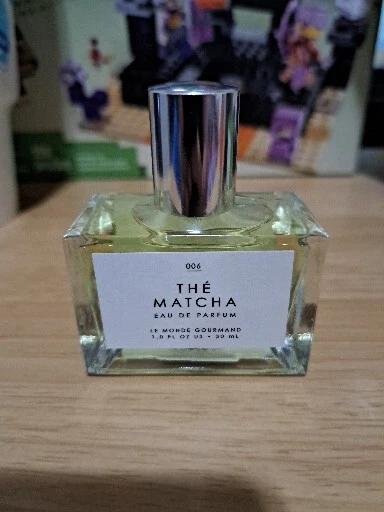 006
THÉ
MATCHA
EAU DE PARFUM
LE MONDE GOURMAND
1.0 FL OZ US • 30 mL